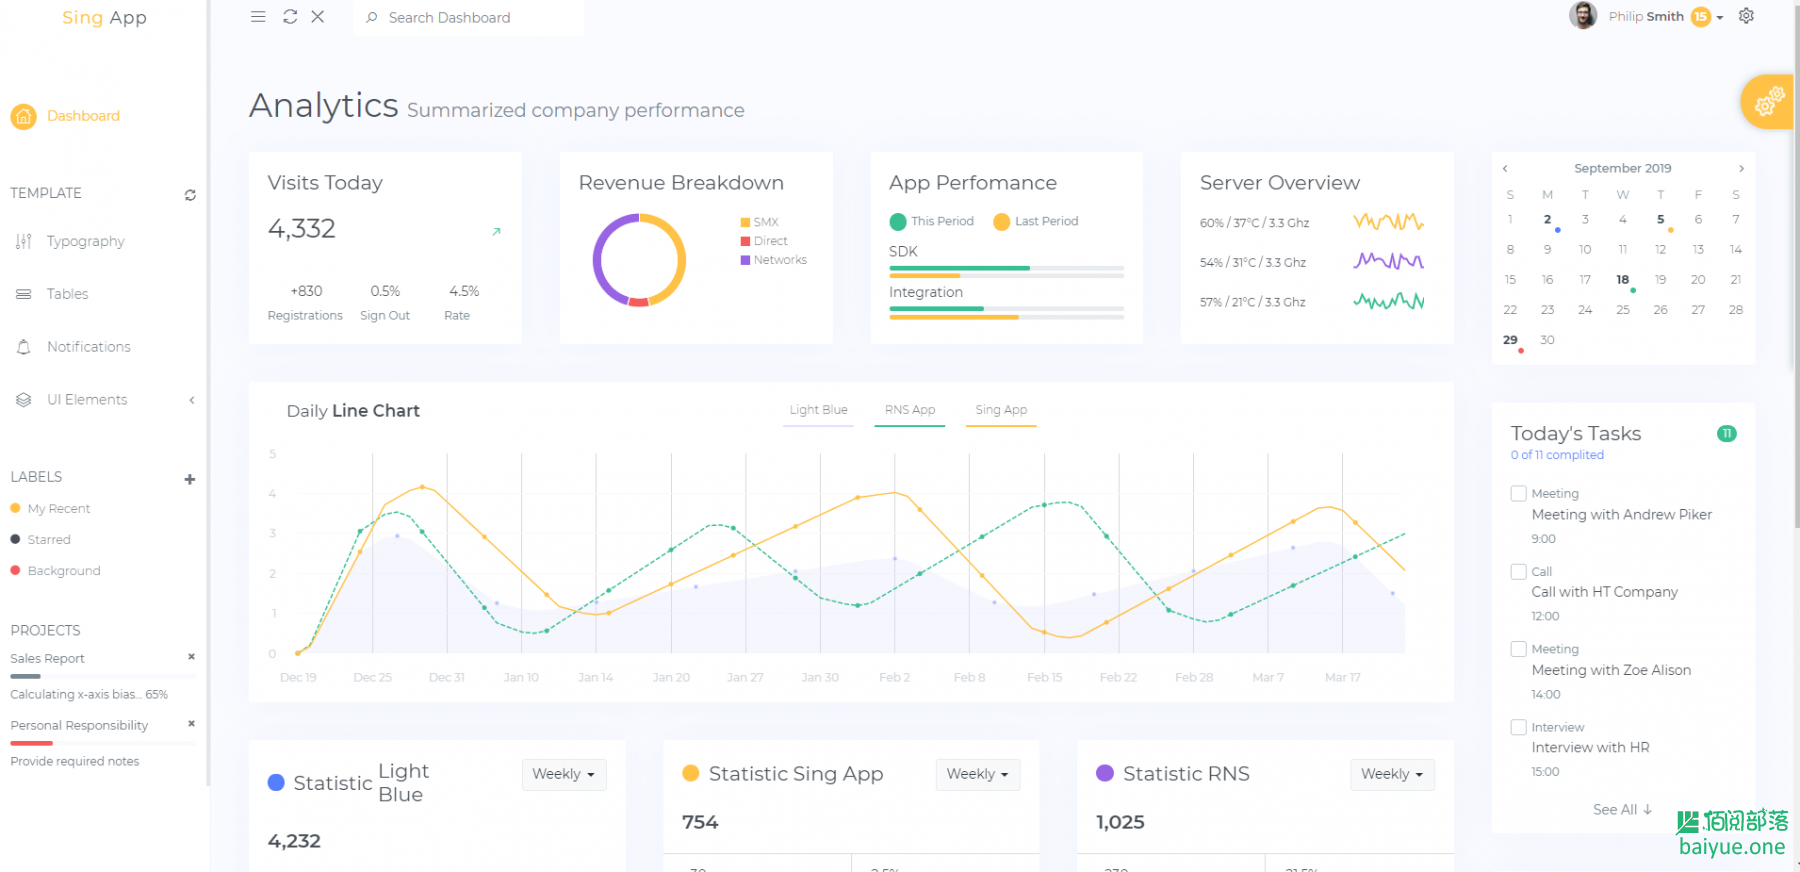 Sing App
Search Dashboard
Philip Smith 15
Dashboard
TEMPLATE
Typography
Tables
Notifications
UI Elements
LABELS
My Recent
Starred
Background
PROJECTS
Sales Report
Calculating x-axis bias... 65%
Personal Responsibility
Provide required notes
Analytics Summarized company performance
Visits Today
4,332
+830 0.5% 4.5%
Registrations Sign Out Rate
Revenue Breakdown
SMX
Direct
Networks
App Perfomance
This Period Last Period
SDK
Integration
Server Overview
60% / 37°C / 3.3 Ghz
54% / 31°C / 3.3 Ghz
57% / 21°C / 3.3 Ghz
September 2019
S M T W T F S
1 2 3 4 5 6 7
8 9 10 11 12 13 14
15 16 17 18 19 20 21
22 23 24 25 26 27 28
29 30
Daily Line Chart
Light Blue RNS App Sing App
5
4
3
2
1
0
Dec 19 Dec 25 Dec 31 Jan 10 Jan 14 Jan 20 Jan 27 Jan 30 Feb 2 Feb 8 Feb 15 Feb 22 Feb 28 Mar 7 Mar 17
Today's Tasks 11
0 of 11 complited
Meeting
Meeting with Andrew Piker
9:00
Call
Call with HT Company
12:00
Meeting
Meeting with Zoe Alison
14:00
Interview
Interview with HR
15:00
See All
Statistic Light Blue
Weekly
4,232
Statistic Sing App
Weekly
754
Statistic RNS
Weekly
1,025
佰阅部落
baiyue.one